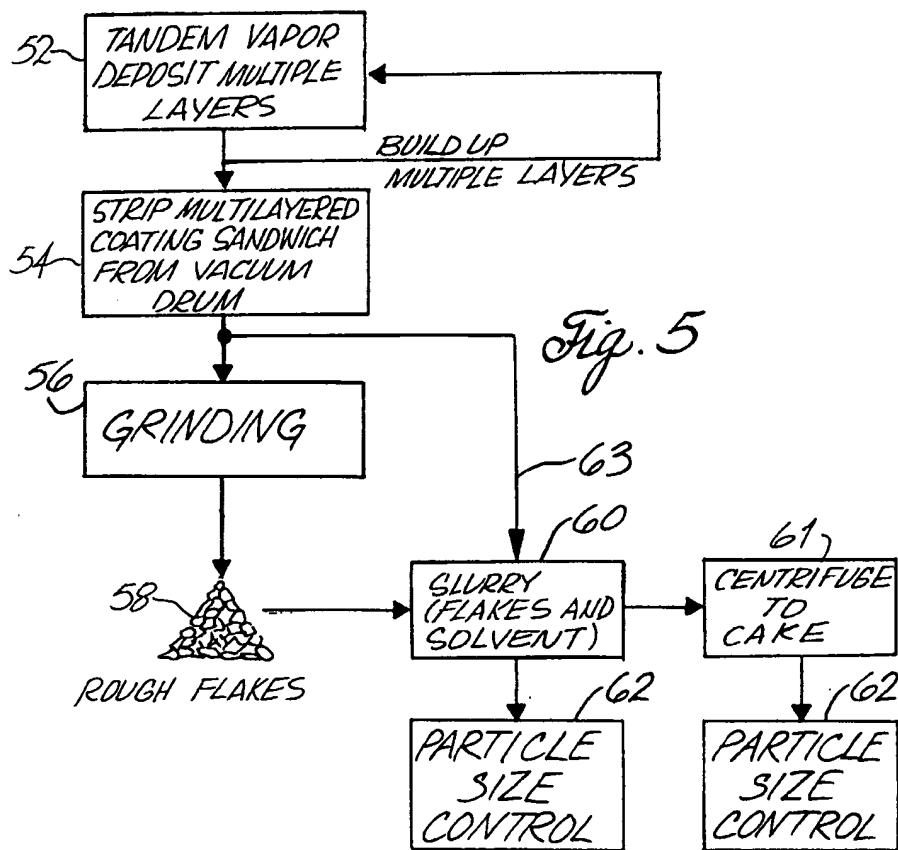 52
TANDEM VAPOR
DEPOSIT MULTIPLE
LAYERS
BUILD UP
MULTIPLE LAYERS
54
STRIP MULTILAYERED
COATING SANDWICH
FROM VACUUM
DRUM
Fig. 5
56
GRINDING
63
58
ROUGH FLAKES
60
SLURRY
(FLAKES AND
SOLVENT)
61
CENTRIFUGE
TO
CAKE
62
PARTICLE
SIZE
CONTROL
62
PARTICLE
SIZE
CONTROL